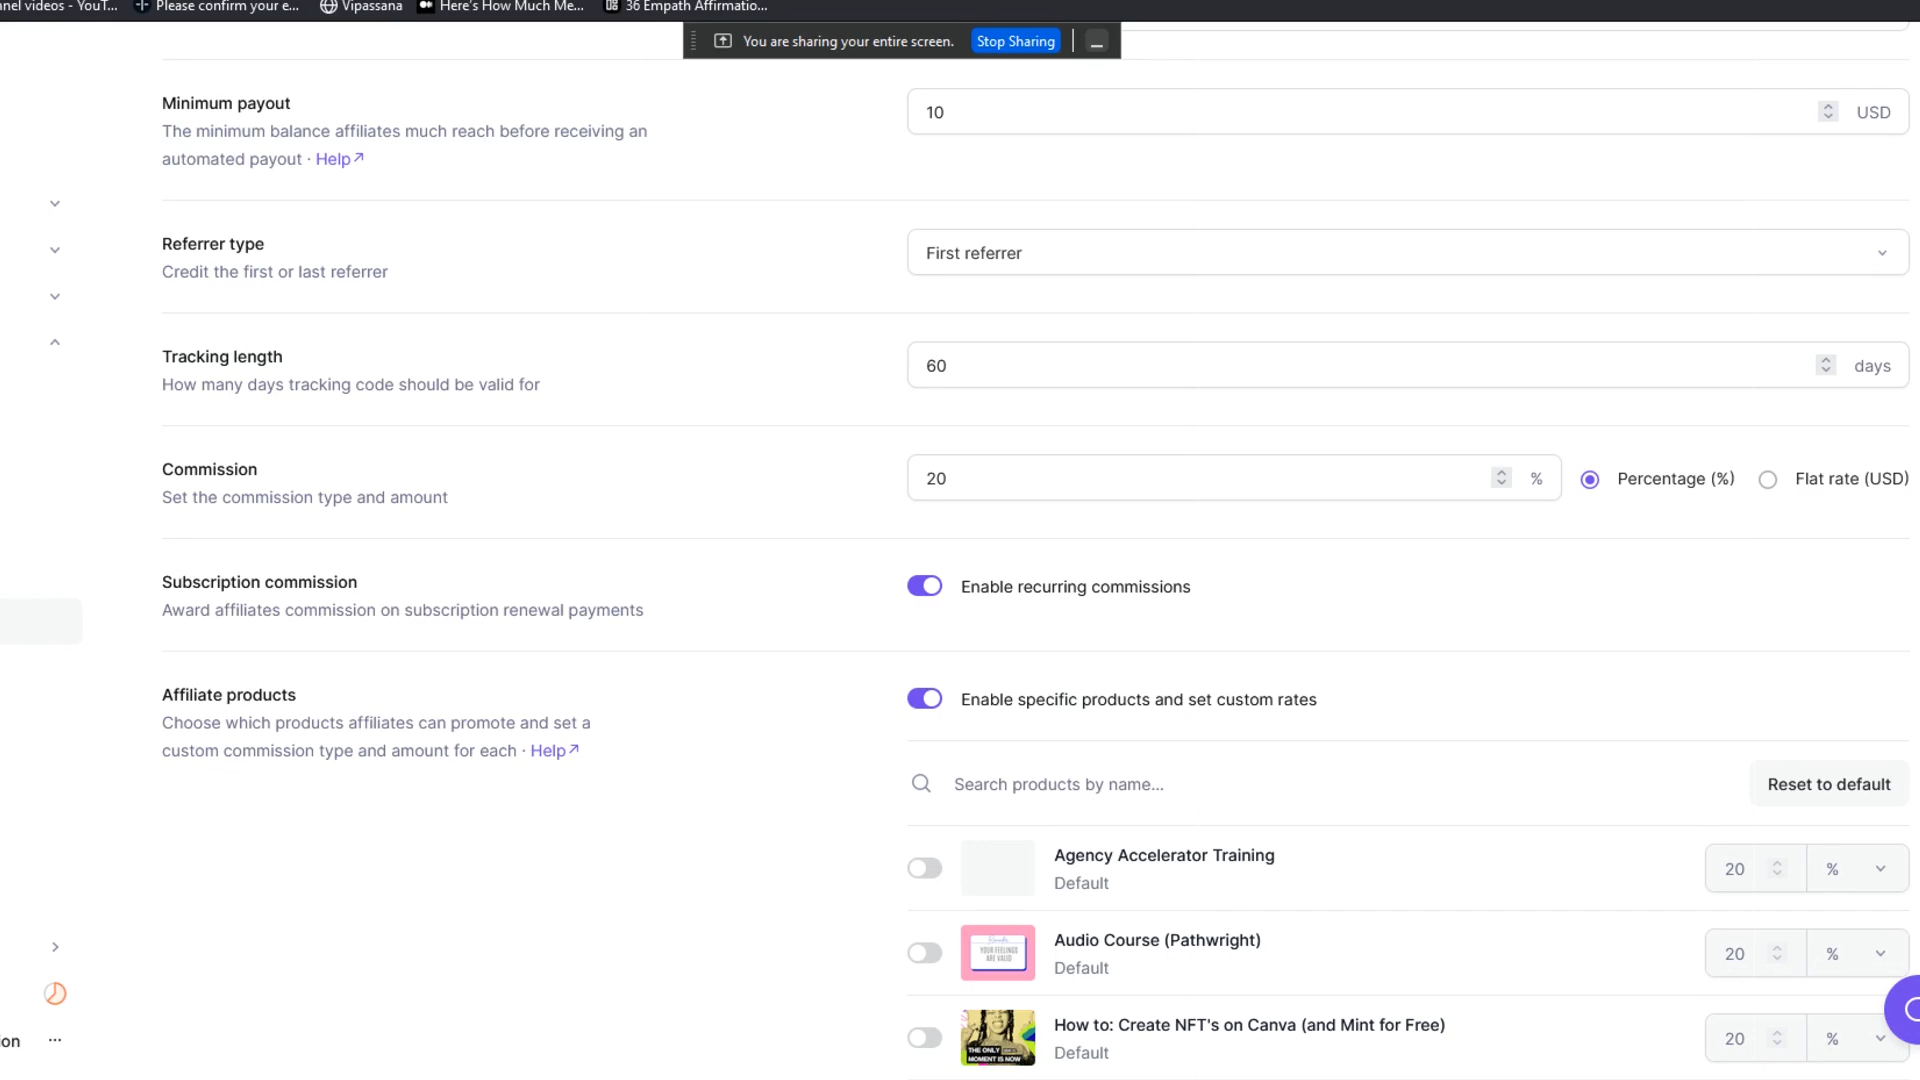 nel videos - YouT...
Please confirm your e...
Vipassana
Here's How Much Me...
36 Empath Affirmatio...
You are sharing your entire screen.
Stop Sharing
Minimum payout
The minimum balance affiliates much reach before receiving an
automated payout · Help
10
USD
Referrer type
Credit the first or last referrer
First referrer
Tracking length
How many days tracking code should be valid for
60
days
Commission
Set the commission type and amount
20
%
Percentage (%)
Flat rate (USD)
Subscription commission
Award affiliates commission on subscription renewal payments
Enable recurring commissions
Affiliate products
Choose which products affiliates can promote and set a
custom commission type and amount for each · Help
Enable specific products and set custom rates
Search products by name...
Reset to default
Agency Accelerator Training
Default
20
%
YOUR FEELINGS
ARE VALID
Audio Course (Pathwright)
Default
20
%
THE ONLY
MOMENT IS NOW
How to: Create NFT's on Canva (and Mint for Free)
Default
20
%
ion